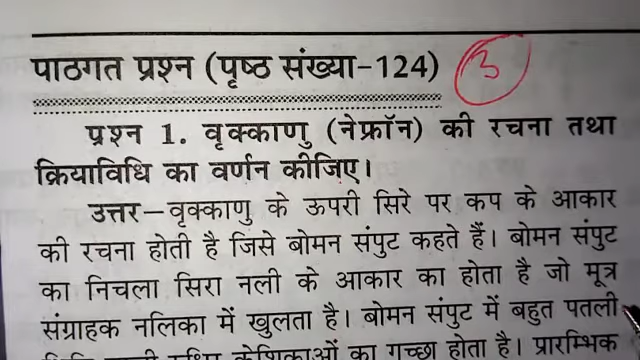 पाठगत प्रश्न (पृष्ठ संख्या-124) 3
प्रश्न 1. वृक्काणु (नेफ्रॉन) की रचना तथा
क्रियाविधि का वर्णन कीजिए।
उत्तर – वृक्काणु के ऊपरी सिरे पर कप के आकार
की रचना होती है जिसे बोमन संपुट कहते हैं। बोमन संपुट
का निचला सिरा नली के आकार का होता है जो मूत्र
संग्राहक नलिका में खुलता है। बोमन संपुट में बहुत पतली
केशिकाओं का गुच्छा होता है। प्रारम्भिक